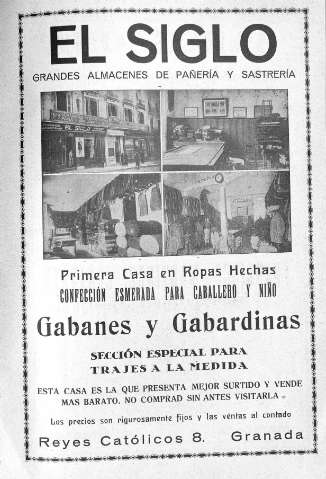 EL SIGLO
GRANDES ALMACENES DE PAÑERÍA Y SASTRERÍA
EL SIGLO
Primera Casa en Ropas Hechas
CONFECCIÓN ESMERADA PARA CABALLERO Y NIÑO
Gabanes y Gabardinas
SECCIÓN ESPECIAL PARA
TRAJES A LA MEDIDA
ESTA CASA ES LA QUE PRESENTA MEJOR SURTIDO Y VENDE
MAS BARATO. NO COMPRAD SIN ANTES VISITARLA
Los precios son rigurosamente fijos y las ventas al contado
Reyes Católicos 8. Granada